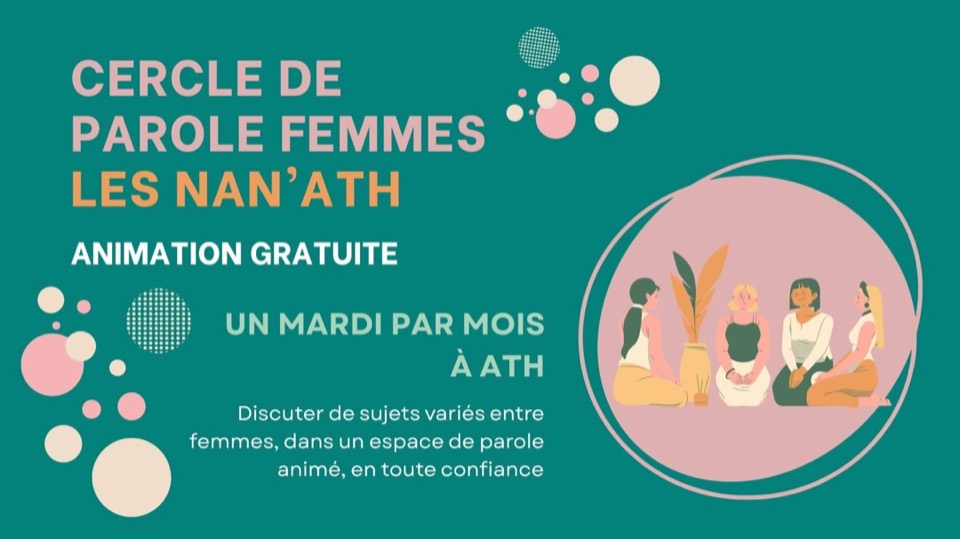 CERCLE DE
PAROLE FEMMES
LES NAN’ATH
ANIMATION GRATUITE
UN MARDI PAR MOIS
À ATH
Discuter de sujets variés entre
femmes, dans un espace de parole
animé, en toute confiance